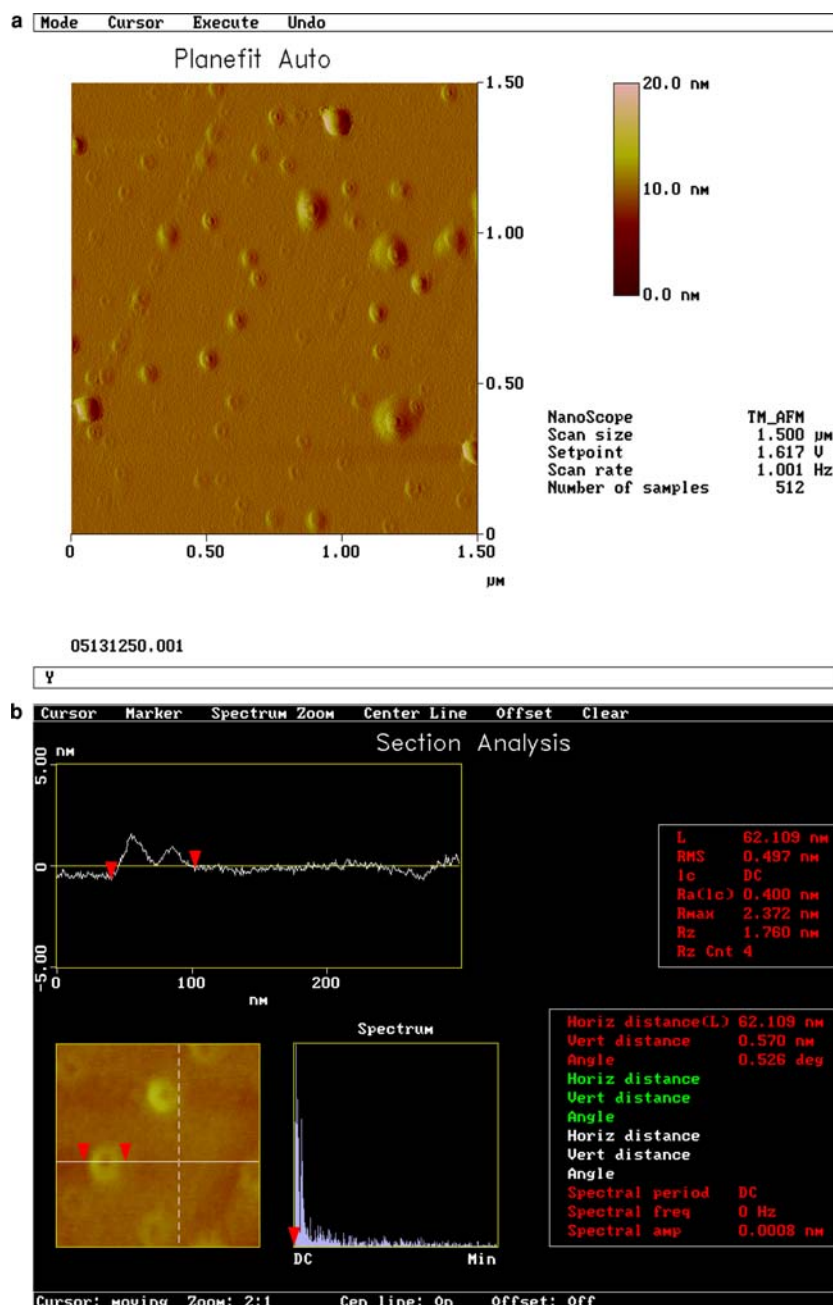 a
Mode Cursor Execute Undo
Planefit Auto
1.50
1.00
0.50
0
0 0.50 1.00 1.50
μM
20.0 nM
10.0 nM
0.0 nM
NanoScope TM_AFM
Scan size 1.500 μM
Setpoint 1.617 V
Scan rate 1.001 Hz
Number of samples 512
05131250.001
Y
b
Cursor Marker Spectrum Zoom Center Line Offset Clear
Section Analysis
nM
5.00
0
-5.00
0 100 200
nM
L 62.109 nM
RMS 0.497 nM
lc DC
Ra(lc) 0.400 nM
Rmax 2.372 nM
Rz 1.760 nM
Rz Cnt 4
Spectrum
DC Min
Horiz distance(L) 62.109 nM
Vert distance 0.570 nM
Angle 0.526 deg
Horiz distance
Vert distance
Angle
Horiz distance
Vert distance
Angle
Spectral period DC
Spectral freq 0 Hz
Spectral amp 0.0008 nM
Cursor: moving Zoom: 2:1 Cen line: On Offset: Off